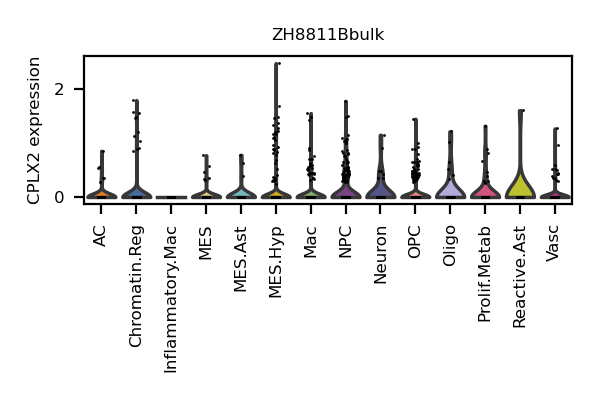 ZH8811Bbulk
CPLX2 expression
2
0
AC
Chromatin.Reg
Inflammatory.Mac
MES
MES.Ast
MES.Hyp
Mac
NPC
Neuron
OPC
Oligo
Prolif.Metab
Reactive.Ast
Vasc